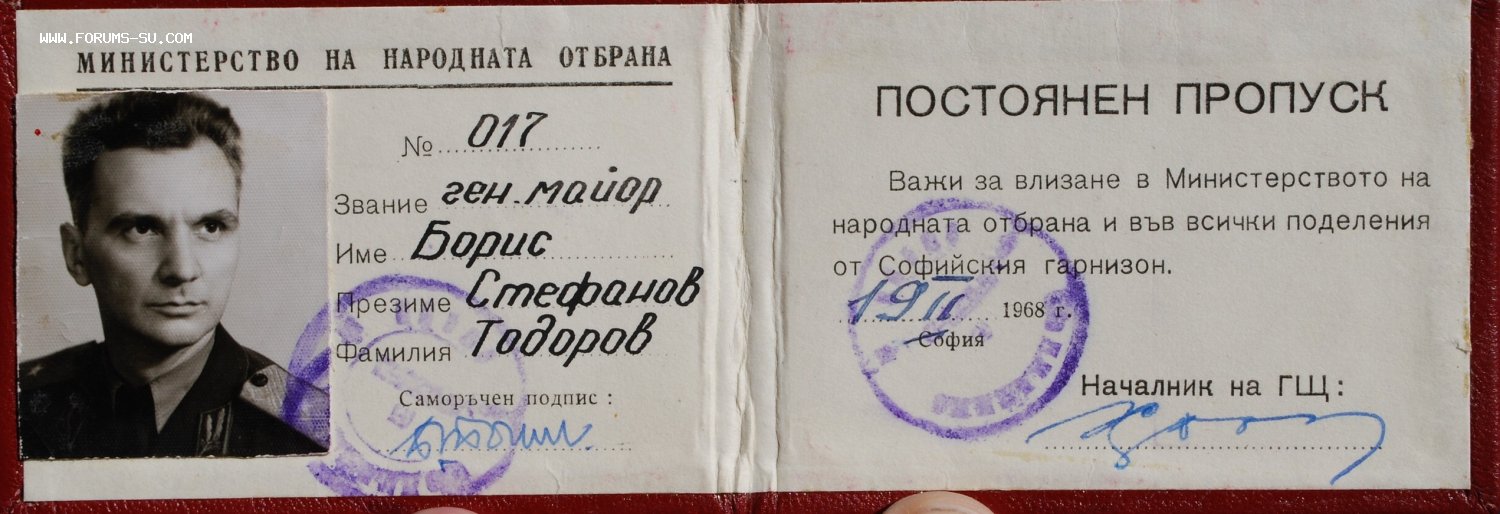 WWW.FORUMS-SU.COM
МИНИСТЕРСТВО НА НАРОДНАТА ОТБРАНА
№ 017
Звание ген. майор
Име Борис
Презиме Стефанов
Фамилия Тодоров
Саморъчен подпис:
ПОСТОЯНЕН ПРОПУСК
Важи за влизане в Министерството на
народната отбрана и във всички поделения
от Софийския гарнизон.
19 II 1968 г.
София
Началник на ГЩ: